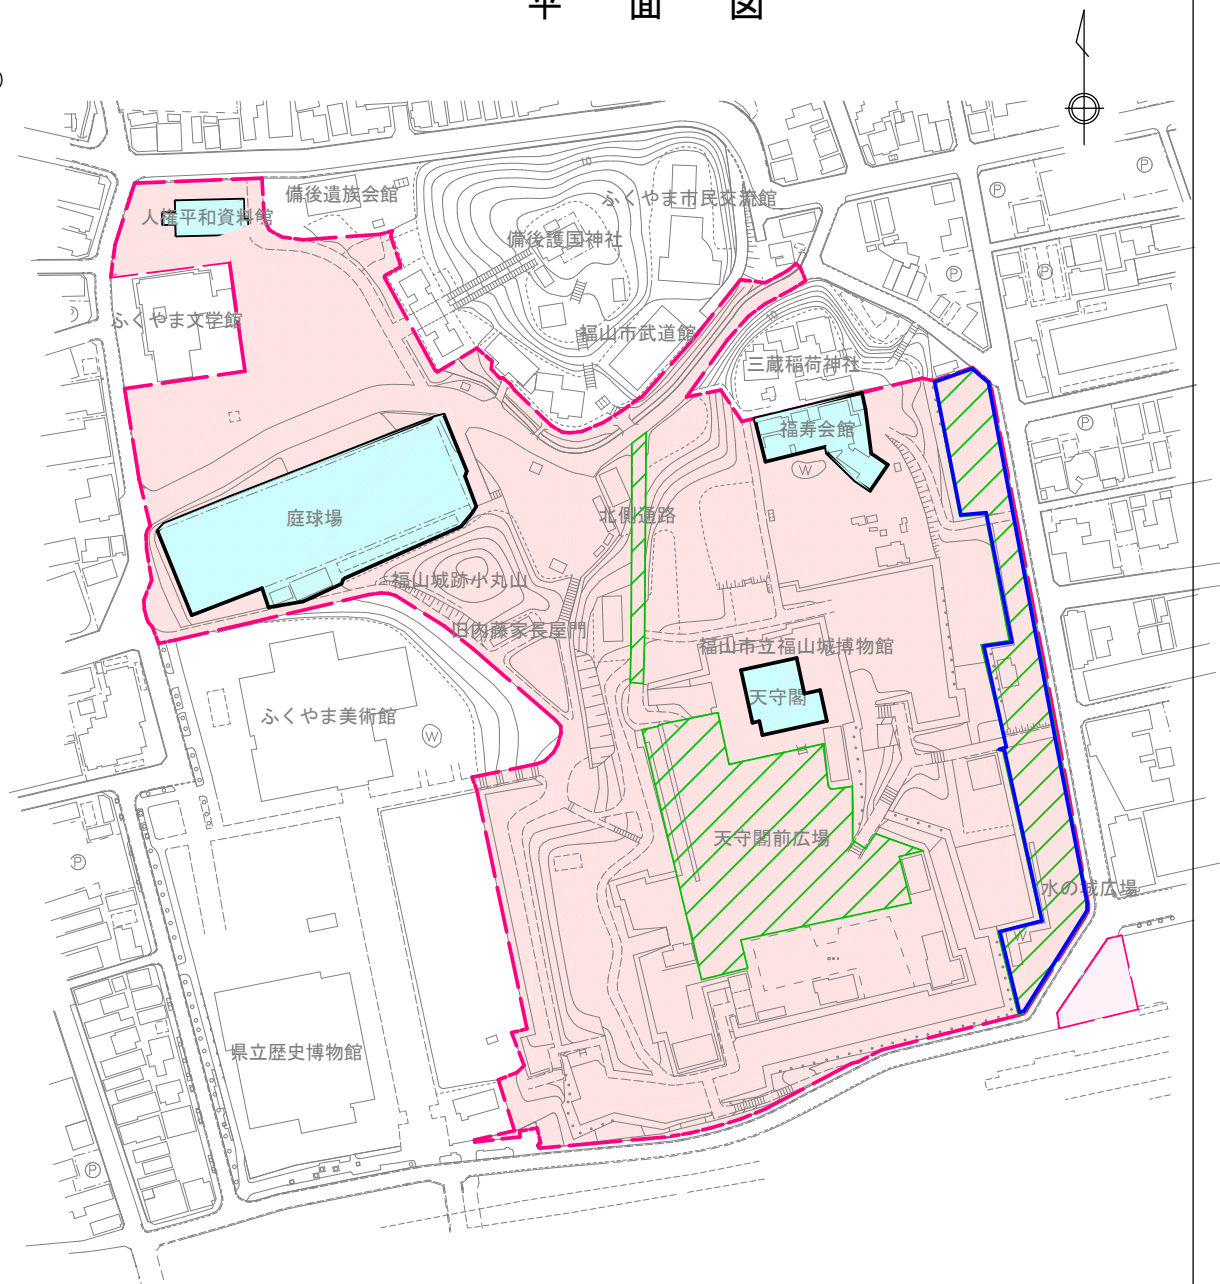 平 面 図
)
P
備後遺族会館
P
人権平和資料館
ふくやま市民交流館
備後護国神社
10
P
P
ふくやま文学館
福山市武道館
10
三蔵稲荷神社
P
福寿会館
W
庭球場
北側通路
福山城跡小丸山
旧内藤家長屋門
福山市立福山城博物館
天守閣
ふくやま美術館
W
天守閣前広場
P
水の城広場
W
県立歴史博物館
P